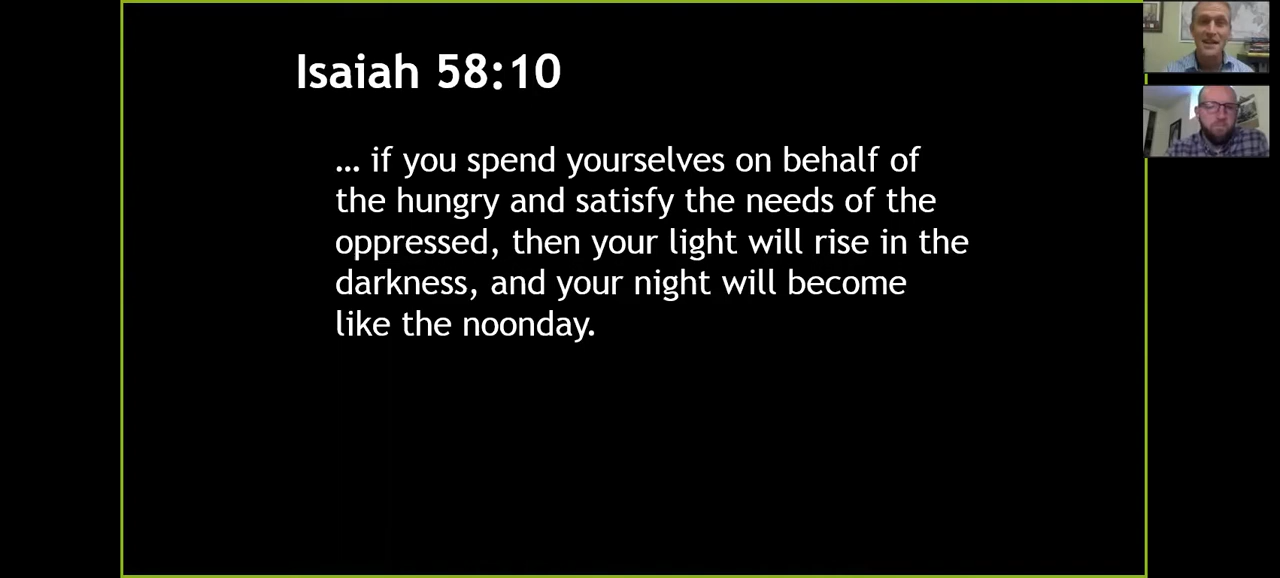 Isaiah 58:10
… if you spend yourselves on behalf of
the hungry and satisfy the needs of the
oppressed, then your light will rise in the
darkness, and your night will become
like the noonday.